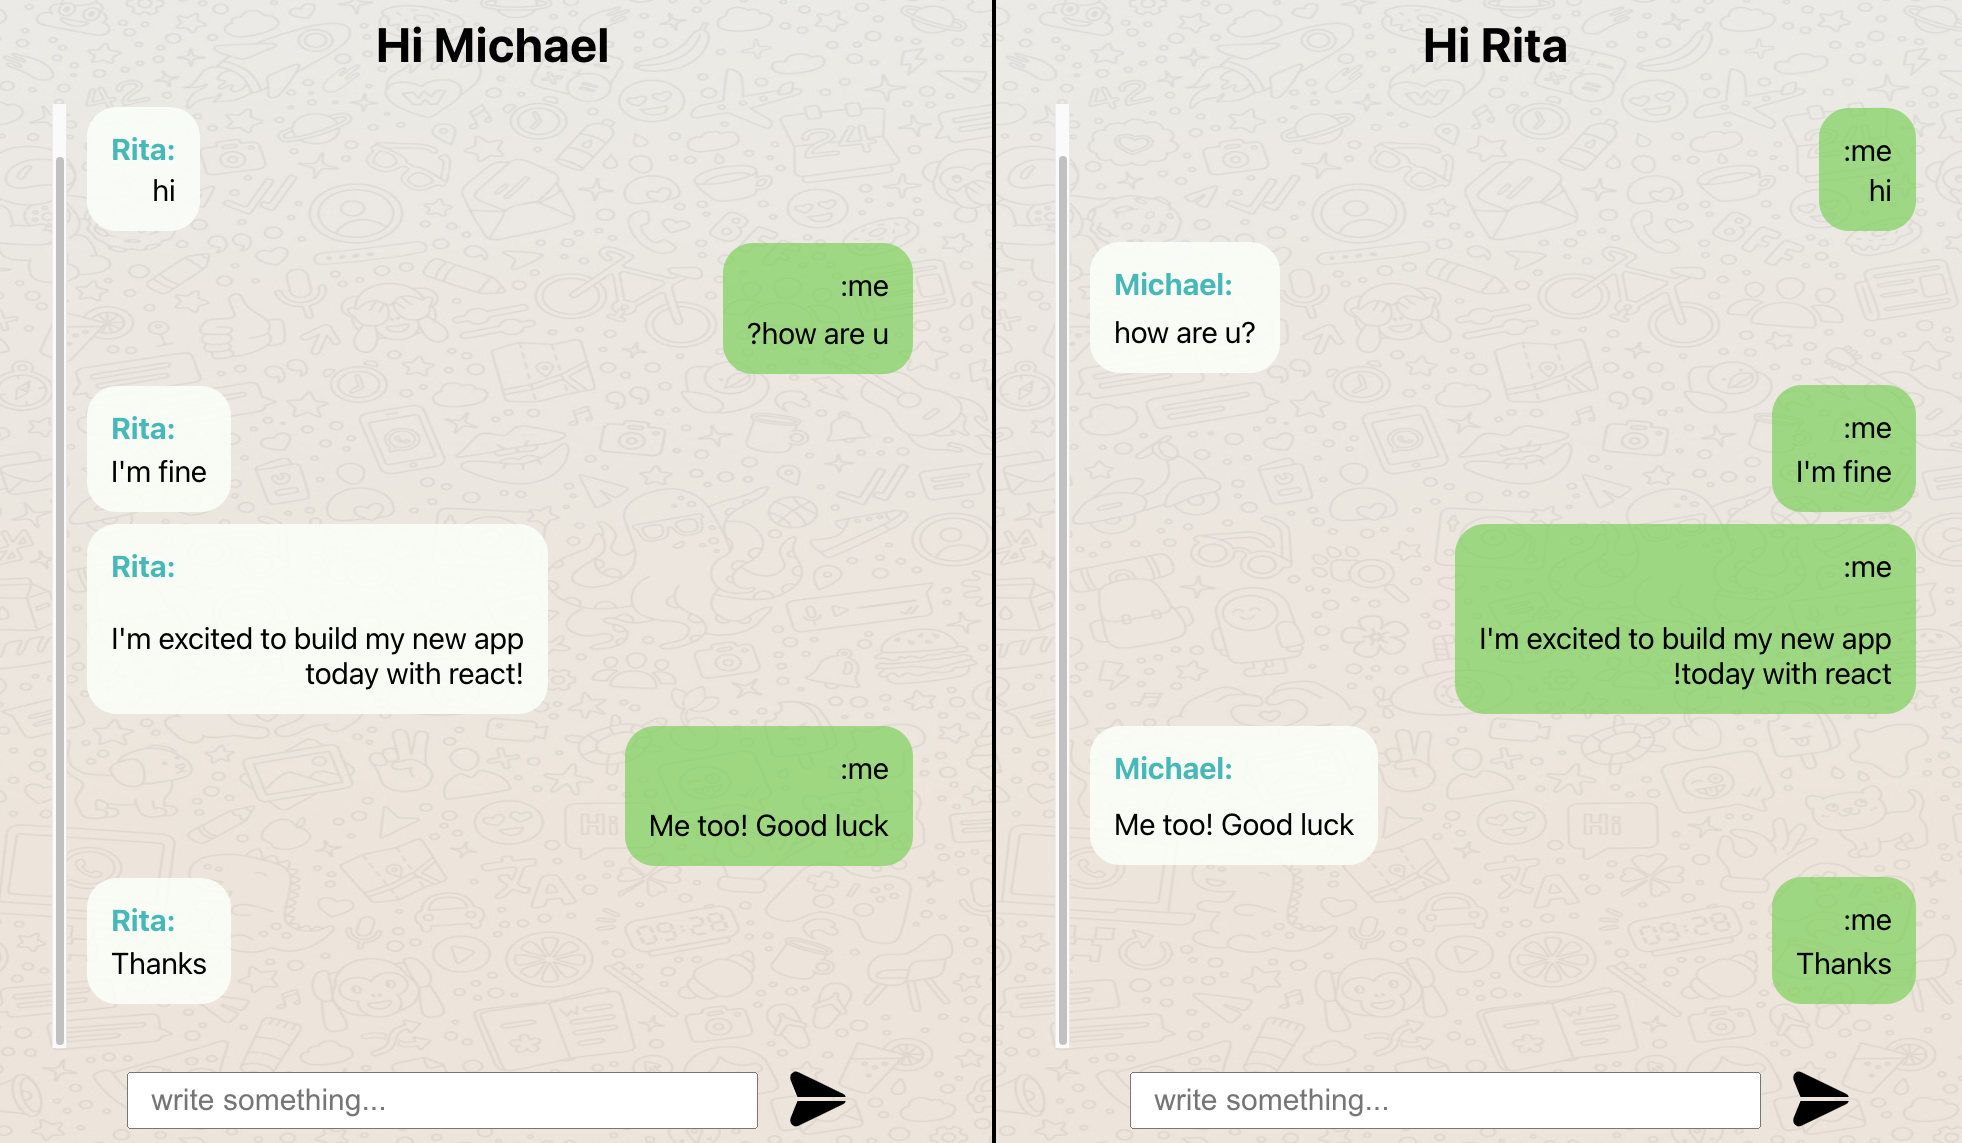 Hi Michael
Rita:
hi
:me
?how are u
Rita:
I'm fine
Rita:
I'm excited to build my new app
today with react!
:me
Me too! Good luck
Rita:
Thanks
write something...
Hi Rita
:me
hi
Michael:
how are u?
:me
I'm fine
:me
I'm excited to build my new app
!today with react
Michael:
Me too! Good luck
:me
Thanks
write something...